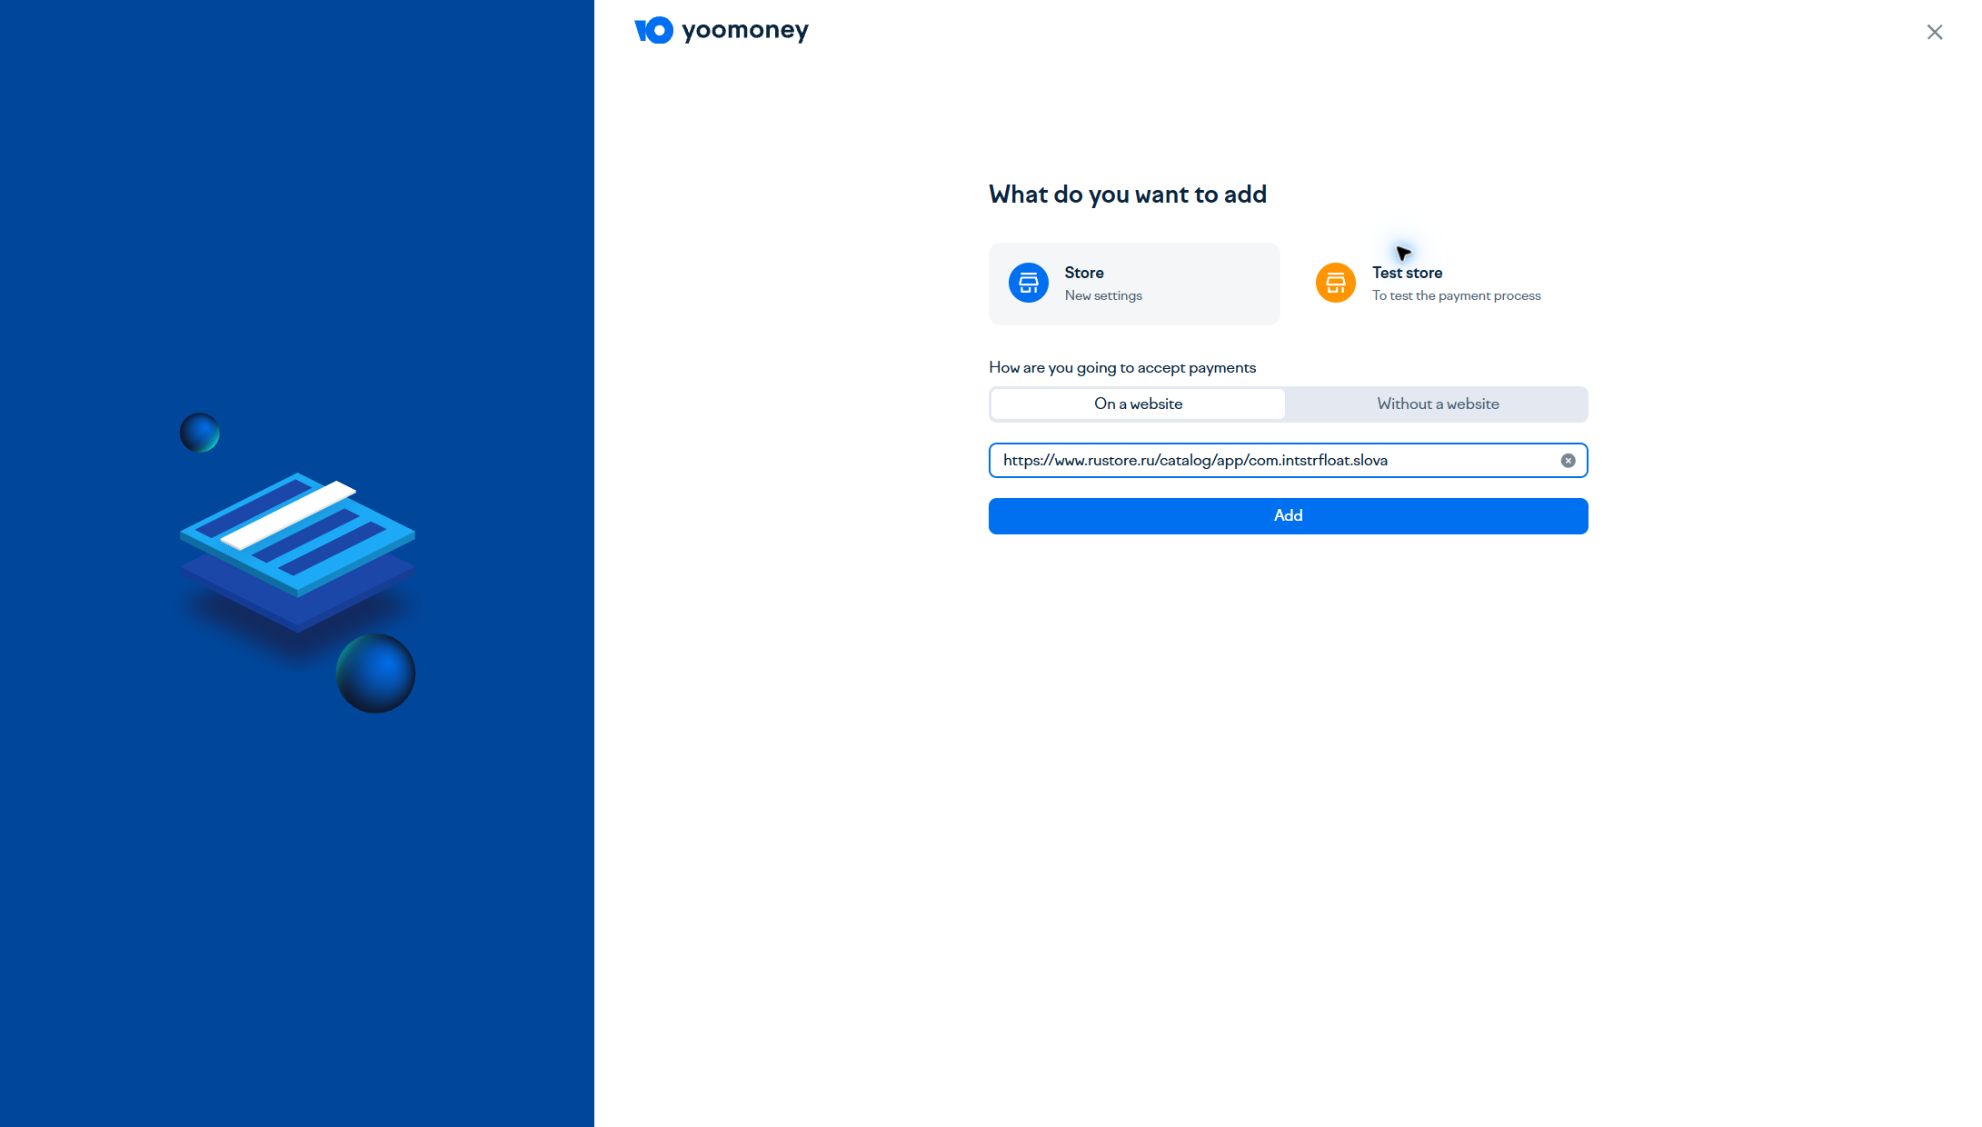 yoomoney
What do you want to add
Store
New settings
Test store
To test the payment process
How are you going to accept payments
On a website
Without a website
https://www.rustore.ru/catalog/app/com.intstrfloat.slova
Add